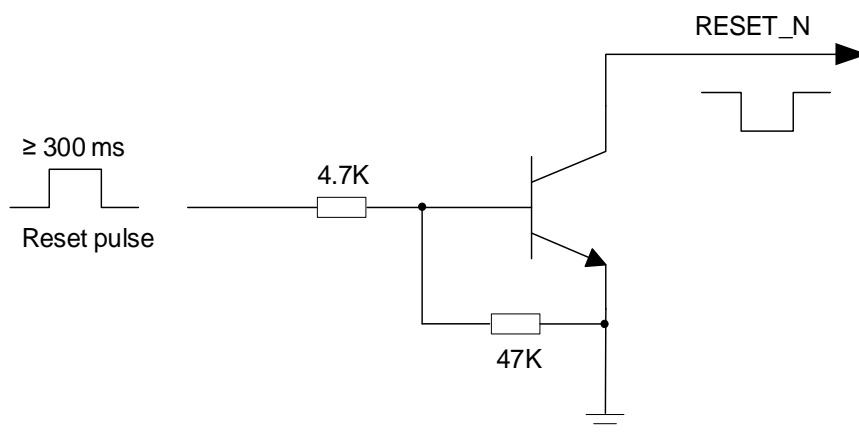 RESET_N
≥ 300 ms
4.7K
Reset pulse
47K